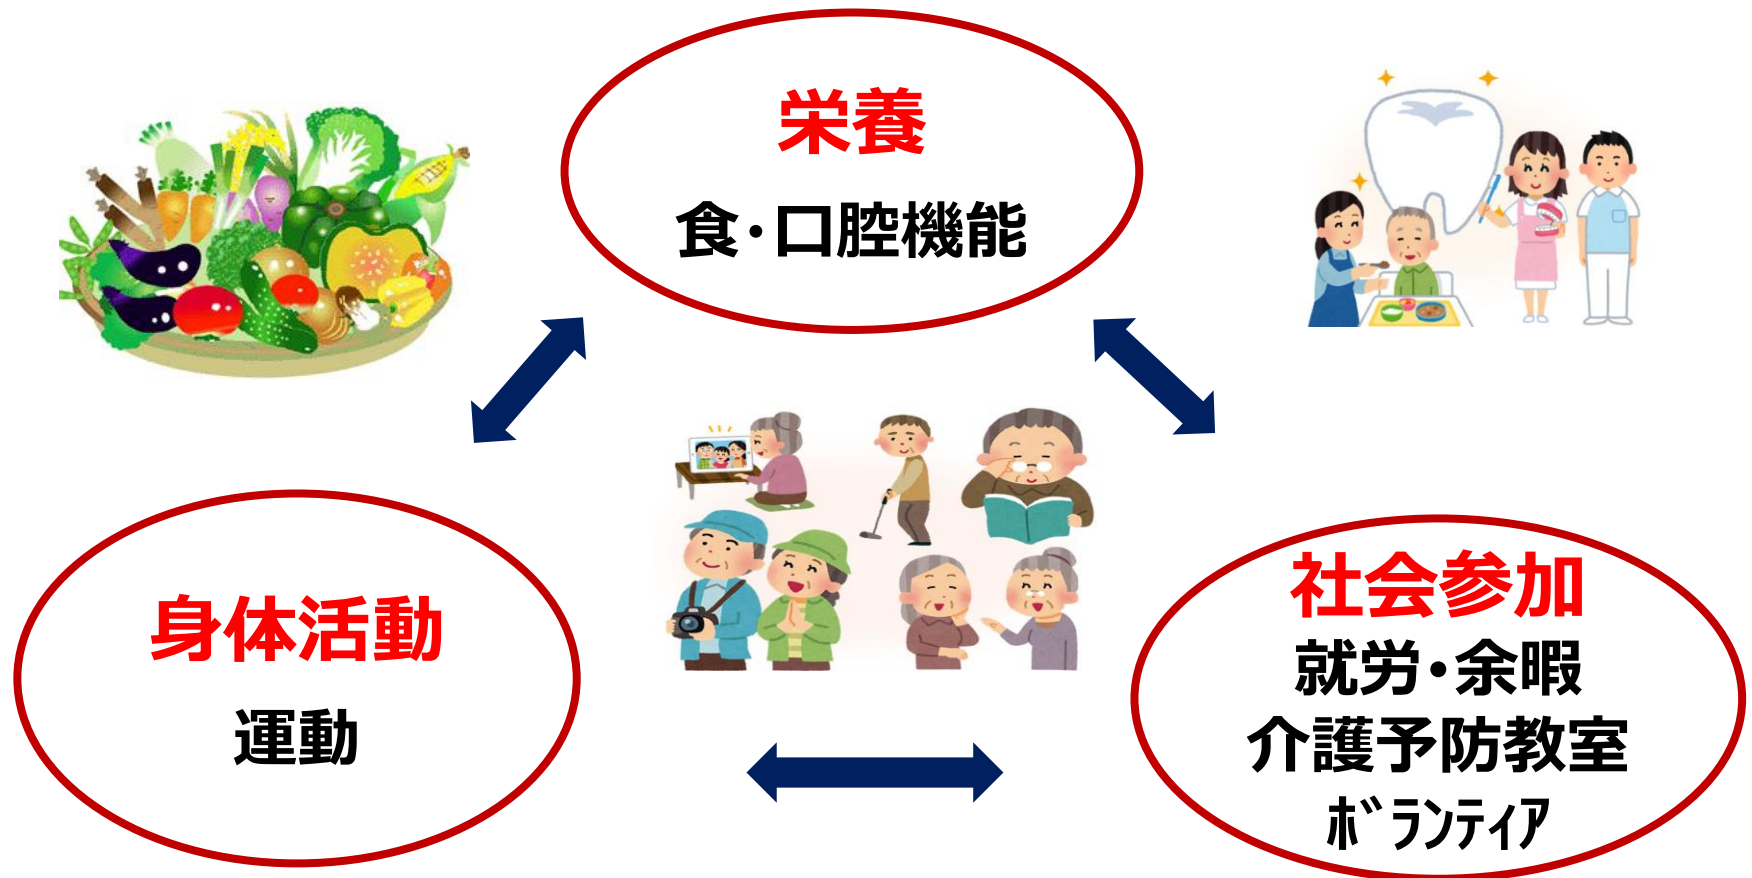 栄養
食・口腔機能
身体活動
運動
社会参加
就労・余暇
介護予防教室
ﾎﾞﾗﾝﾃｨｱ